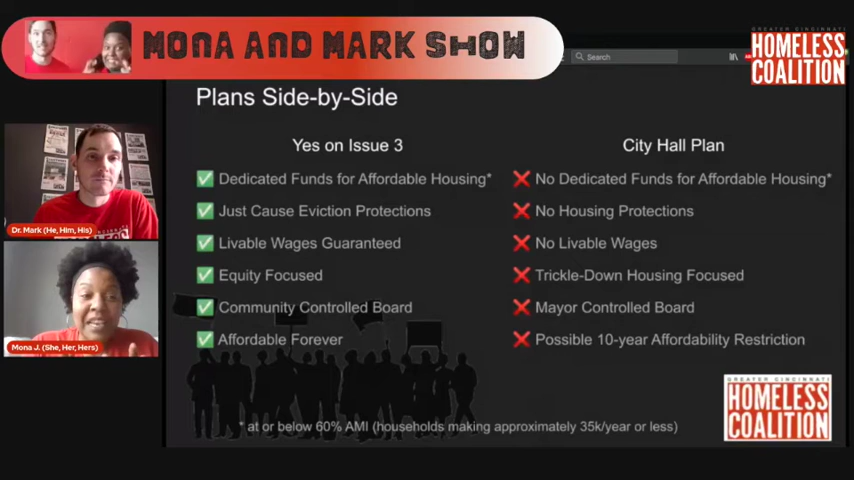 MONA AND MARK SHOW
Search
GREATER CINCINNATI
HOMELESS
COALITION
Plans Side-by-Side
Yes on Issue 3
Dedicated Funds for Affordable Housing*
Just Cause Eviction Protections
Livable Wages Guaranteed
Equity Focused
Community Controlled Board
Affordable Forever
City Hall Plan
No Dedicated Funds for Affordable Housing*
No Housing Protections
No Livable Wages
Trickle-Down Housing Focused
Mayor Controlled Board
Possible 10-year Affordability Restriction
Dr. Mark (He, Him, His)
Mona J. (She, Her, Hers)
* at or below 60% AMI (households making approximately 35k/year or less)
GREATER CINCINNATI
HOMELESS
COALITION